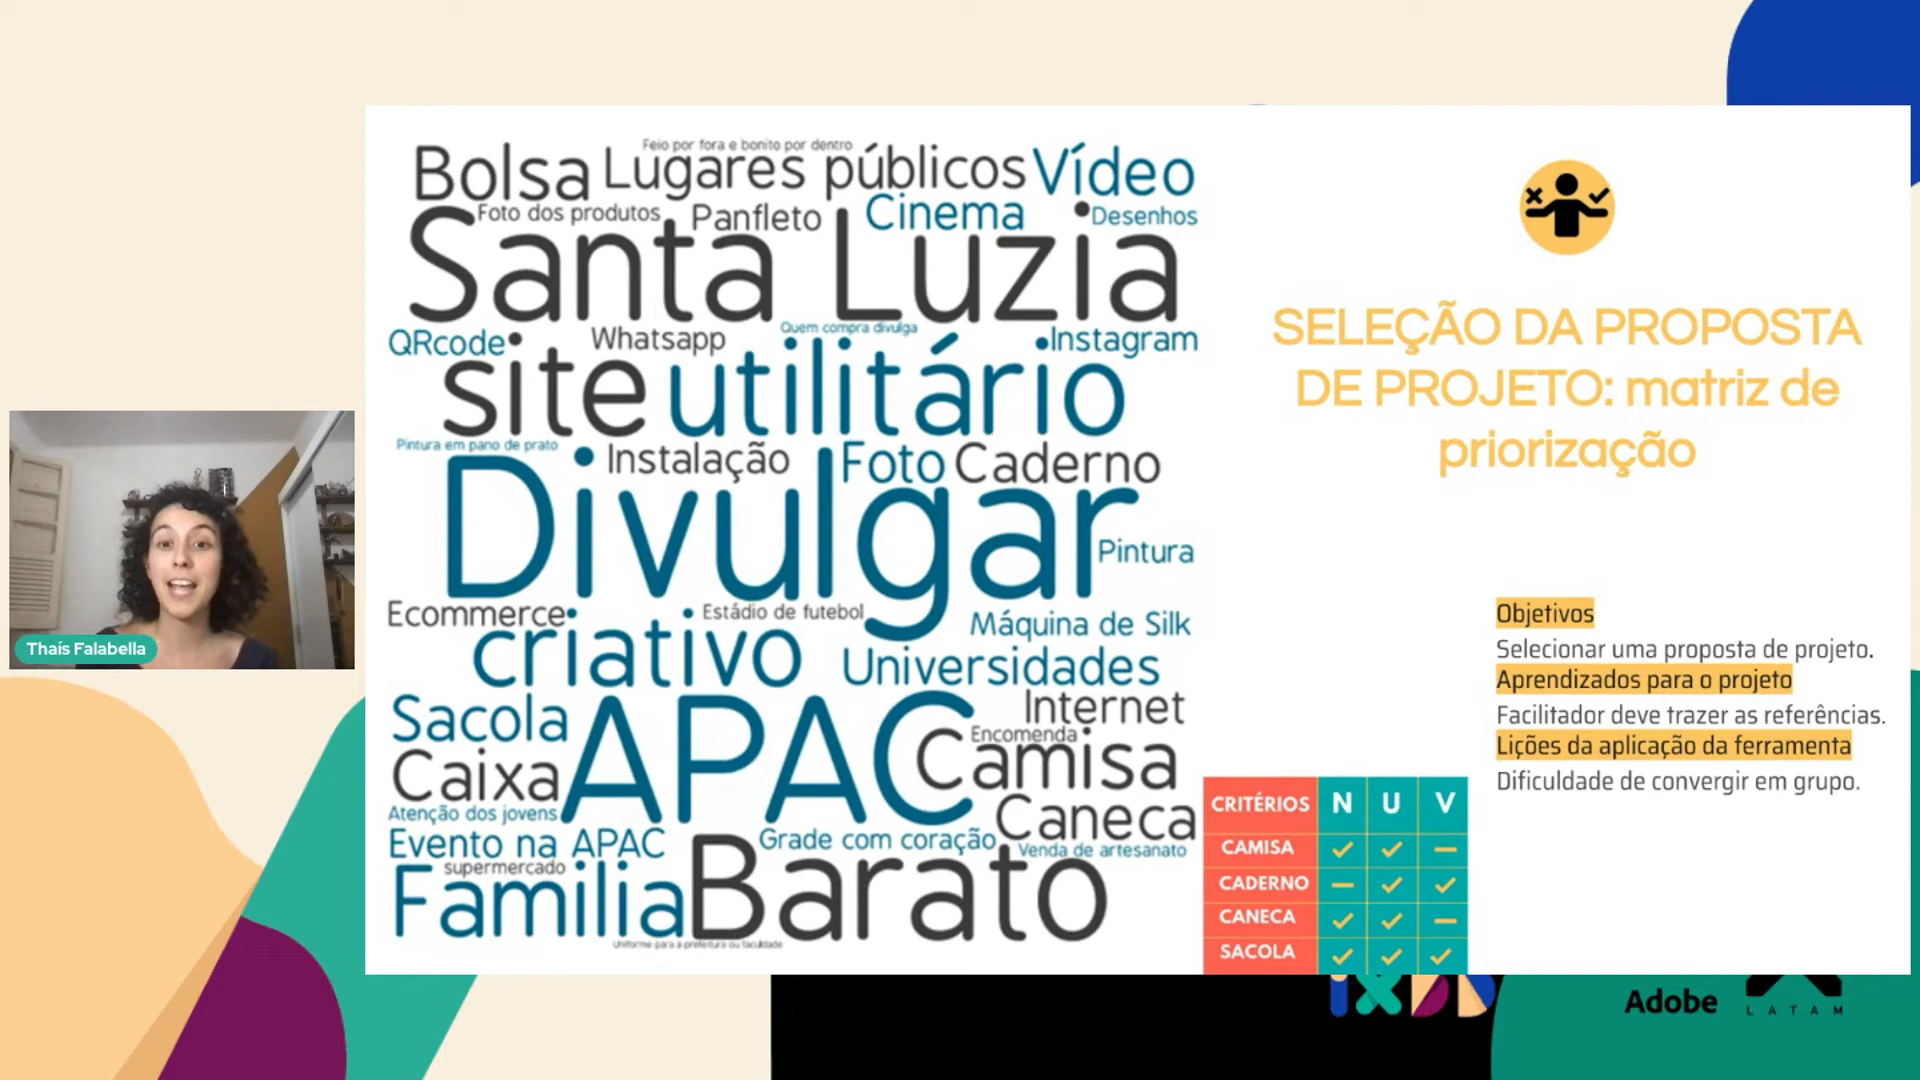 Feio por fora e bonito por dentro
Bolsa Lugares públicos Vídeo
Foto dos produtos Panfleto Cinema Desenhos
Santa Luzia
QRcode Whatsapp Quem compra divulga Instagram
site utilitário
Pintura em pano de prato Instalação Foto Caderno
Divulgar
Pintura
Ecommerce Estádio de futebol Máquina de Silk
criativo Universidades
Sacola APAC Internet
Encomenda
Caixa Camisa
Atenção dos jovens Caneca
Evento na APAC Grade com coração Venda de artesanato
supermercado
Familia Barato
Uniforme para a prefeitura ou faculdade
SELEÇÃO DA PROPOSTA
DE PROJETO: matriz de
priorização
Objetivos
Selecionar uma proposta de projeto.
Aprendizados para o projeto
Facilitador deve trazer as referências.
Lições da aplicação da ferramenta
Dificuldade de convergir em grupo.
CRITÉRIOS N U V
CAMISA ✓ ✓ –
CADERNO – ✓ ✓
CANECA ✓ ✓ –
SACOLA ✓ ✓ ✓
Thaís Falabella
IXDD
Adobe
LATAM